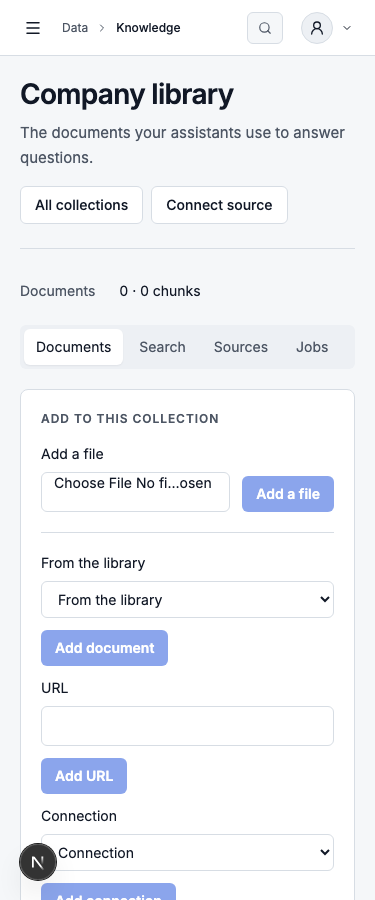 Data > Knowledge
Company library
The documents your assistants use to answer
questions.
All collections Connect source
Documents 0 · 0 chunks
Documents Search Sources Jobs
ADD TO THIS COLLECTION
Add a file
Choose File No fi...osen Add a file
From the library
From the library
Add document
URL
Add URL
Connection
Connection
N
Add connection